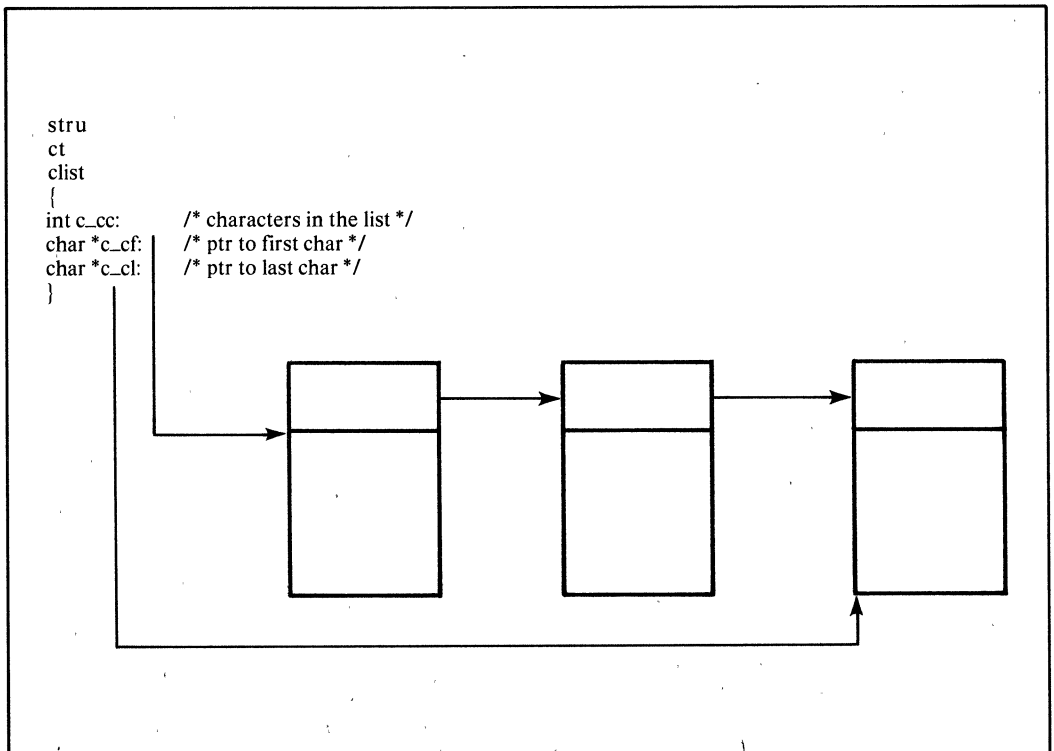 stru
ct
clist
{
int c_cc: /* characters in the list */
char *c_cf: /* ptr to first char */
char *c_cl: /* ptr to last char */
}